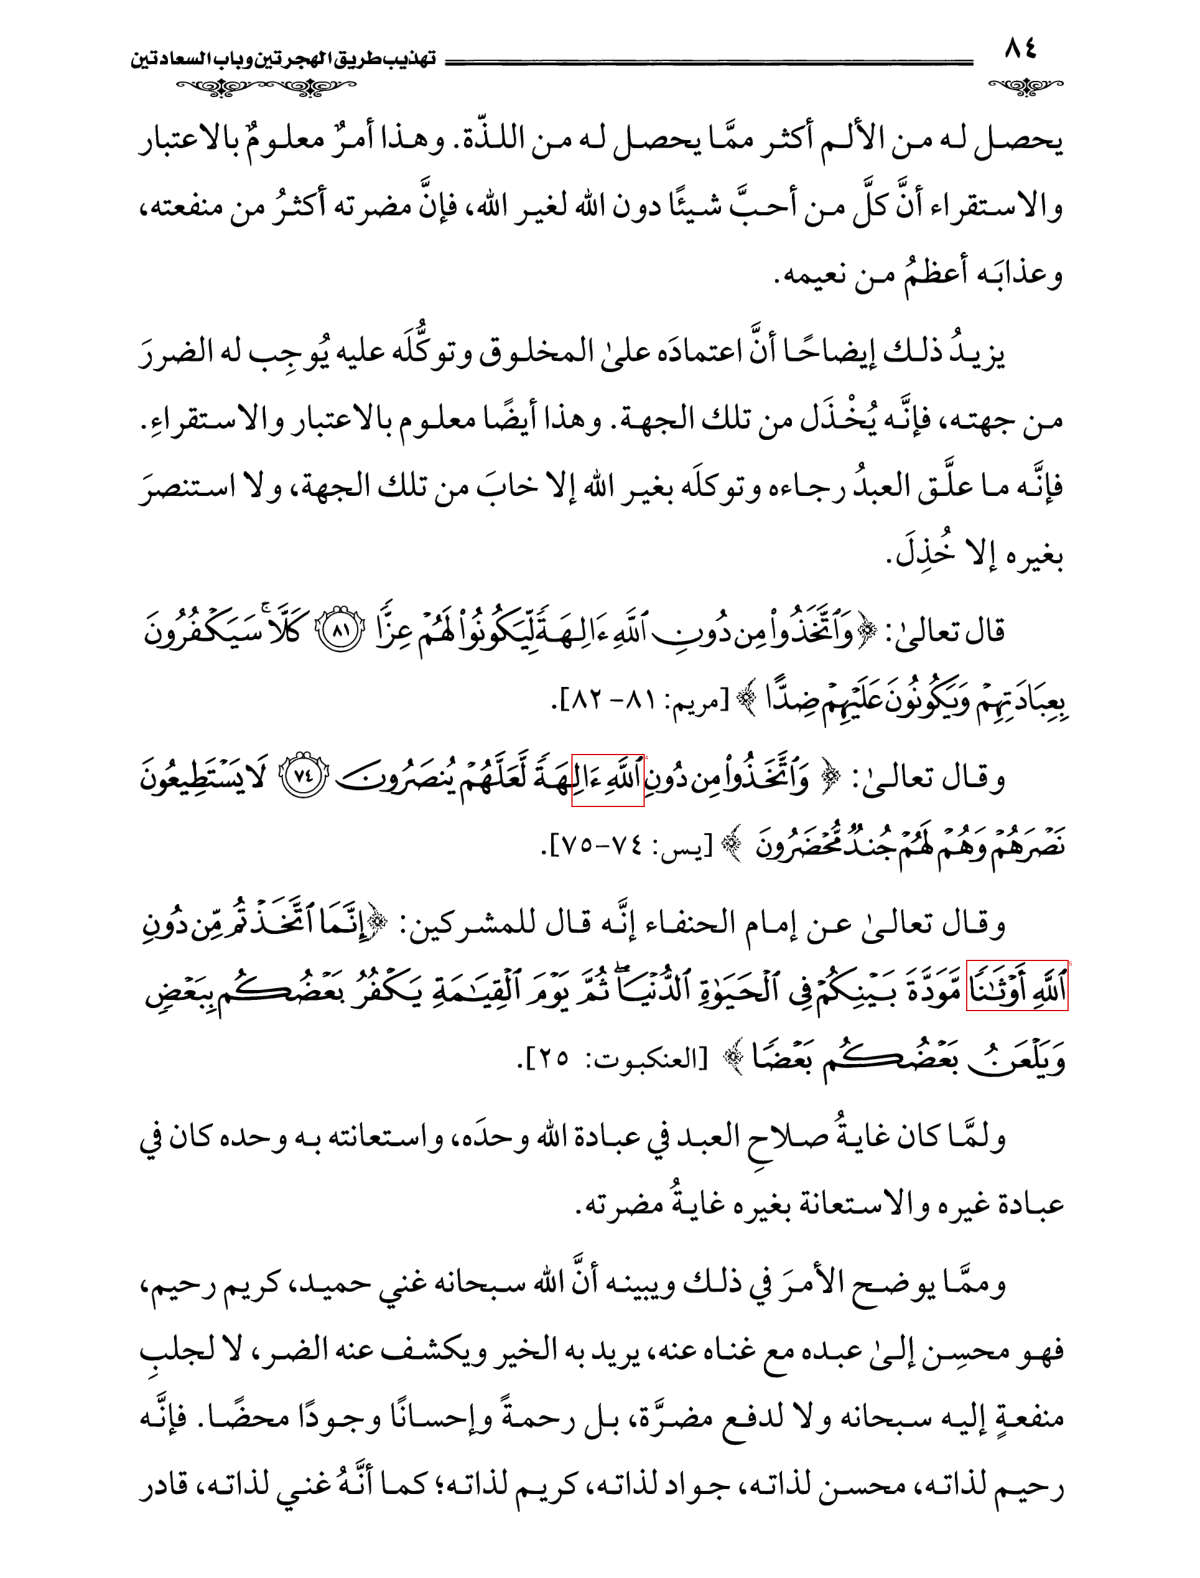 ٨٤
تهذيب طريق الهجرتين وباب السعادتين
يحصل له من الألم أكثر ممَّا يحصل له من اللذّة. وهذا أمرٌ معلومٌ بالاعتبار
والاستقراء أنَّ كلَّ من أحبَّ شيئًا دون الله لغير الله، فإنَّ مضرته أكثرُ من منفعته،
وعذابَه أعظمُ من نعيمه.
يزيدُ ذلك إيضاحًا أنَّ اعتمادَه علىٰ المخلوق وتوكُّلَه عليه يُوجِب له الضررَ
من جهته، فإنَّه يُخْذَل من تلك الجهة. وهذا أيضًا معلوم بالاعتبار والاستقراءِ.
فإنَّه ما علَّق العبدُ رجاءه وتوكلَه بغير الله إلا خابَ من تلك الجهة، ولا استنصرَ
بغيره إلا خُذِلَ.
قال تعالىٰ: ﴿وَٱتَّخَذُوا۟ مِن دُونِ ٱللَّهِ ءَالِهَةً لِّيَكُونُوا۟ لَهُمْ عِزًّا ٨١ كَلَّا ۚ سَيَكْفُرُونَ
بِعِبَادَتِهِمْ وَيَكُونُونَ عَلَيْهِمْ ضِدًّا ﴾ [مريم: ٨١- ٨٢].
وقال تعالىٰ: ﴿ وَٱتَّخَذُوا۟ مِن دُونِ ٱللَّهِ ءَالِهَةً لَّعَلَّهُمْ يُنصَرُونَ ٧٤ لَا يَسْتَطِيعُونَ
نَصْرَهُمْ وَهُمْ لَهُمْ جُندٌ مُّحْضَرُونَ ﴾ [يس: ٧٤-٧٥].
وقال تعالىٰ عن إمام الحنفاء إنَّه قال للمشركين: ﴿إِنَّمَا ٱتَّخَذْتُم مِّن دُونِ
ٱللَّهِ أَوْثَٰنًا مَّوَدَّةَ بَيْنِكُمْ فِي ٱلْحَيَوٰةِ ٱلدُّنْيَا ۖ ثُمَّ يَوْمَ ٱلْقِيَٰمَةِ يَكْفُرُ بَعْضُكُم بِبَعْضٍ
وَيَلْعَنُ بَعْضُكُم بَعْضًا ﴾ [العنكبوت: ٢٥].
ولمَّا كان غايةُ صلاحِ العبد في عبادة الله وحدَه، واستعانته به وحده كان في
عبادة غيره والاستعانة بغيره غايةُ مضرته.
وممَّا يوضح الأمرَ في ذلك ويبينه أنَّ الله سبحانه غني حميد، كريم رحيم،
فهو محسِن إلىٰ عبده مع غناه عنه، يريد به الخير ويكشف عنه الضر، لا لجلبِ
منفعةٍ إليه سبحانه ولا لدفع مضرَّة، بل رحمةً وإحسانًا وجودًا محضًا. فإنَّه
رحيم لذاته، محسن لذاته، جواد لذاته، كريم لذاته؛ كما أنَّهُ غني لذاته، قادر